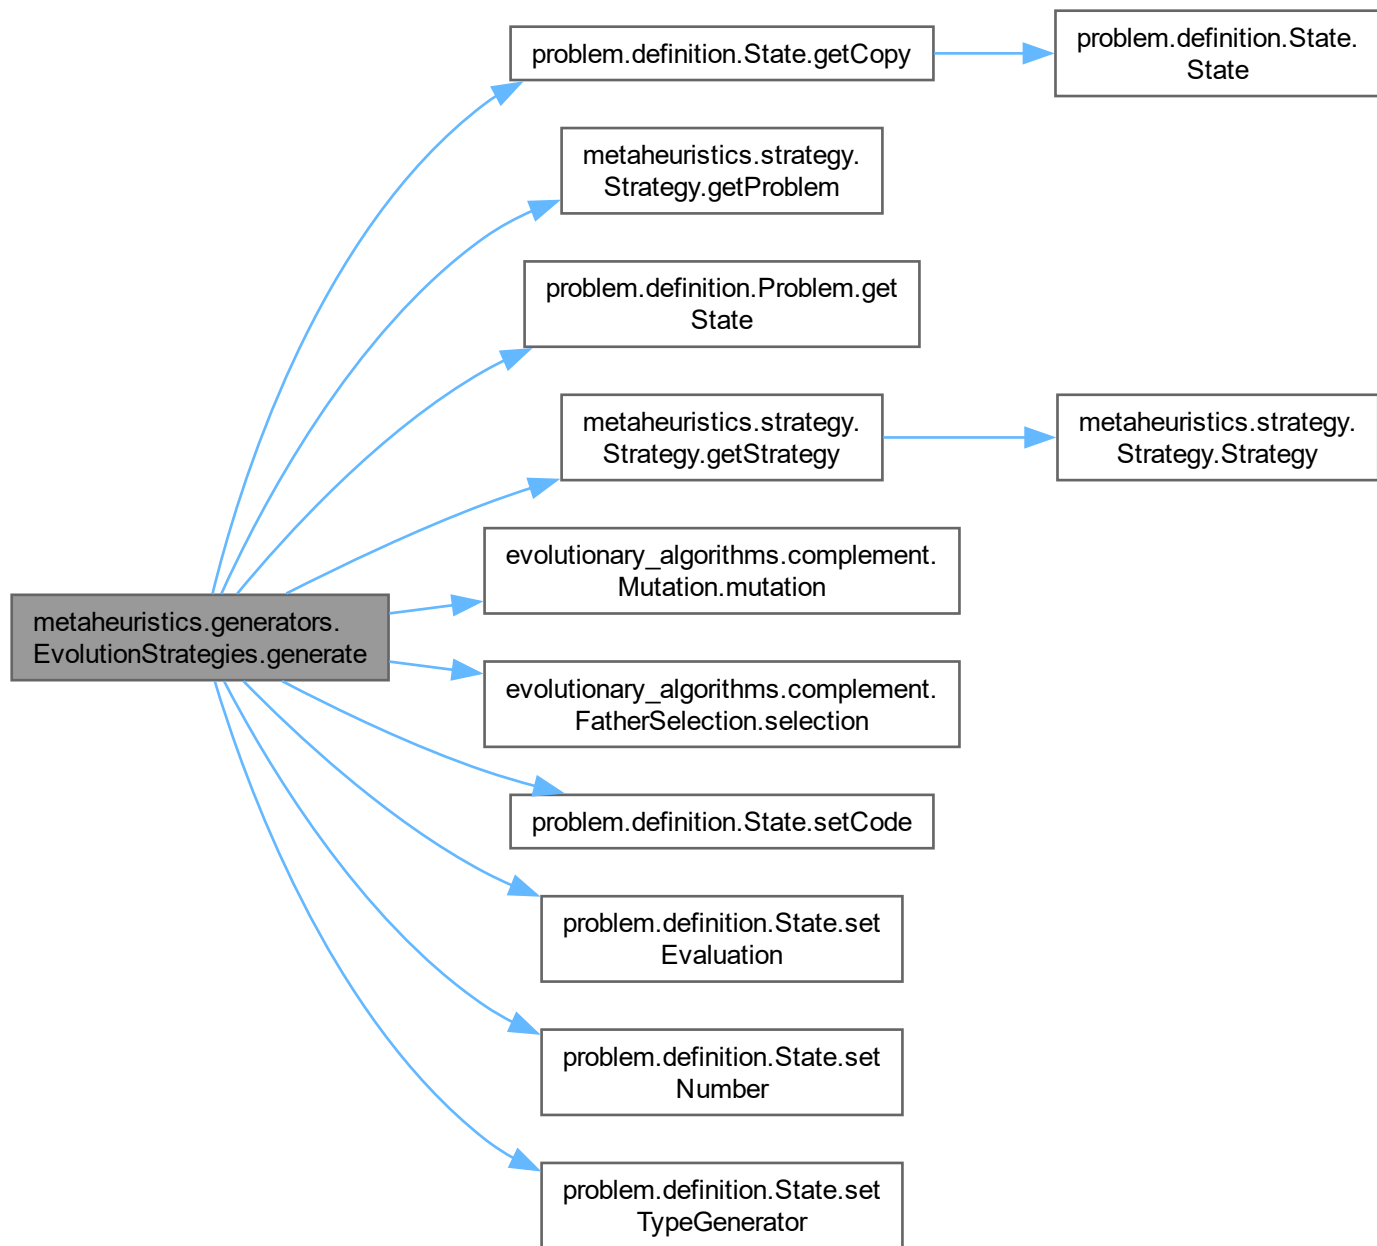 problem.definition.State.getCopy
problem.definition.State.
State
metaheuristics.strategy.
Strategy.getProblem
problem.definition.Problem.get
State
metaheuristics.strategy.
Strategy.getStrategy
metaheuristics.strategy.
Strategy.Strategy
evolutionary_algorithms.complement.
Mutation.mutation
metaheuristics.generators.
EvolutionStrategies.generate
evolutionary_algorithms.complement.
FatherSelection.selection
problem.definition.State.setCode
problem.definition.State.set
Evaluation
problem.definition.State.set
Number
problem.definition.State.set
TypeGenerator